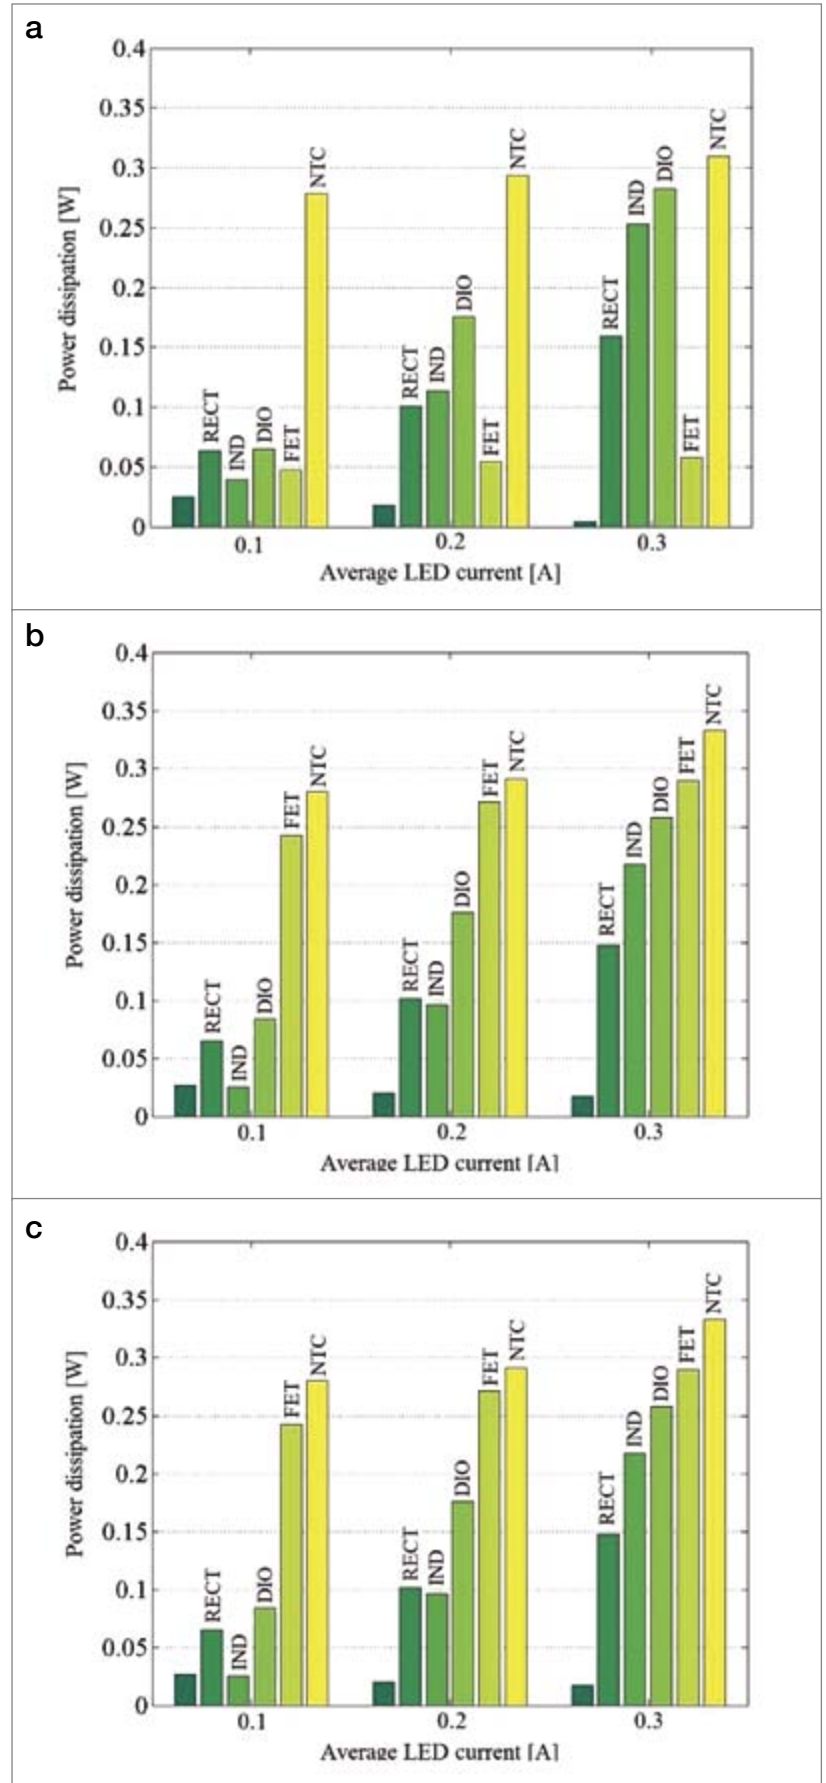 a
0.4
0.35
0.3
0.25
0.2
0.15
0.1
0.05
0
Power dissipation [W]
RECT
IND
DIO
FET
NTC
RECT
IND
DIO
FET
NTC
RECT
IND
DIO
FET
NTC
0.1 0.2 0.3
Average LED current [A]
b
0.4
0.35
0.3
0.25
0.2
0.15
0.1
0.05
0
Power dissipation [W]
RECT
IND
DIO
FET
NTC
RECT
IND
DIO
FET
NTC
RECT
IND
DIO
FET
NTC
0.1 0.2 0.3
Average LED current [A]
c
0.4
0.35
0.3
0.25
0.2
0.15
0.1
0.05
0
Power dissipation [W]
RECT
IND
DIO
FET
NTC
RECT
IND
DIO
FET
NTC
RECT
IND
DIO
FET
NTC
0.1 0.2 0.3
Average LED current [A]